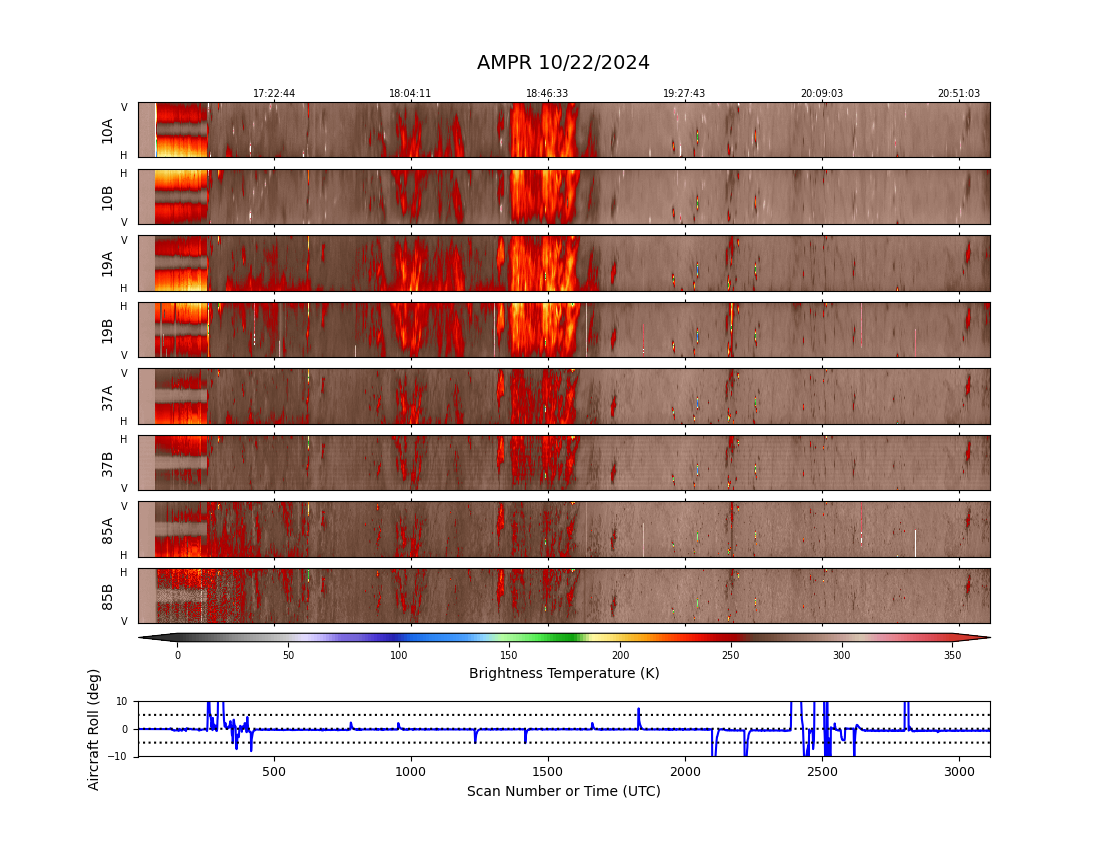 AMPR 10/22/2024
17:22:44 18:04:11 18:46:33 19:27:43 20:09:03 20:51:03
V
10A
H
H
10B
V
V
19A
H
H
19B
V
V
37A
H
H
37B
V
V
85A
H
H
85B
V
0 50 100 150 200 250 300 350
Brightness Temperature (K)
Aircraft Roll (deg)
10
0
−10
500 1000 1500 2000 2500 3000
Scan Number or Time (UTC)